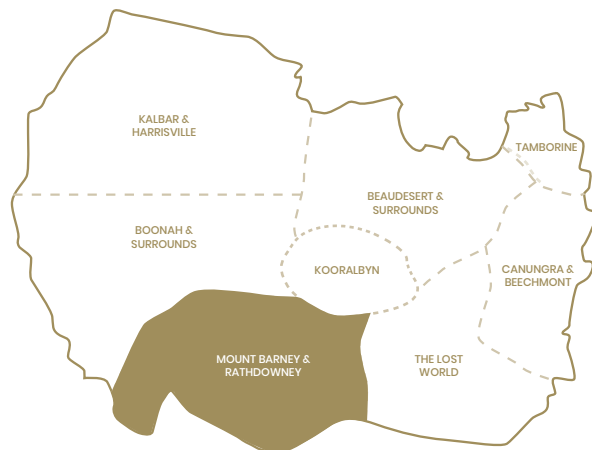 KALBAR &
HARRISVILLE
TAMBORINE
BEAUDESERT &
SURROUNDS
BOONAH &
SURROUNDS
KOORALBYN
CANUNGRA &
BEECHMONT
MOUNT BARNEY &
RATHDOWNEY
THE LOST
WORLD